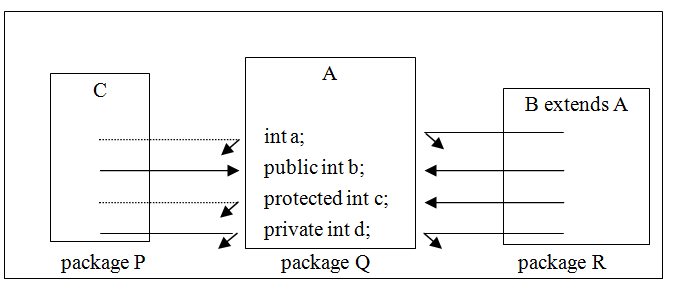 C
A
B extends A
int a;
public int b;
protected int c;
private int d;
package P
package Q
package R